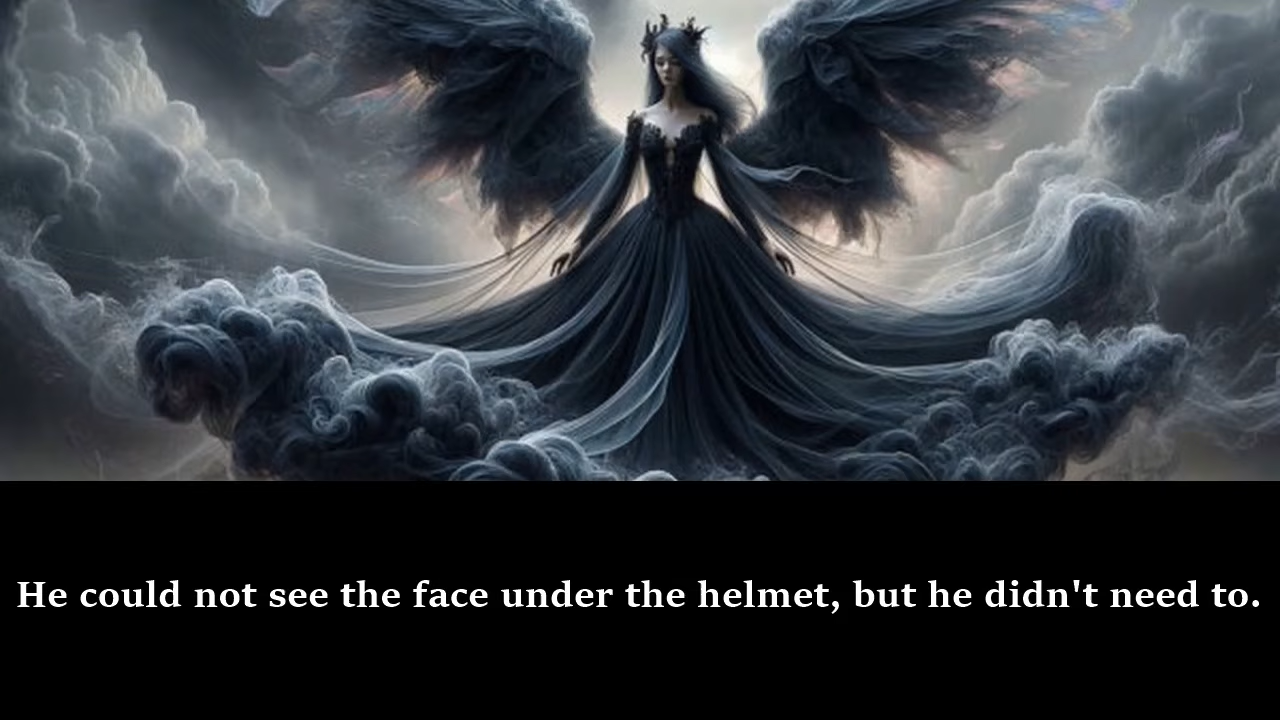 He could not see the face under the helmet, but he didn't need to.